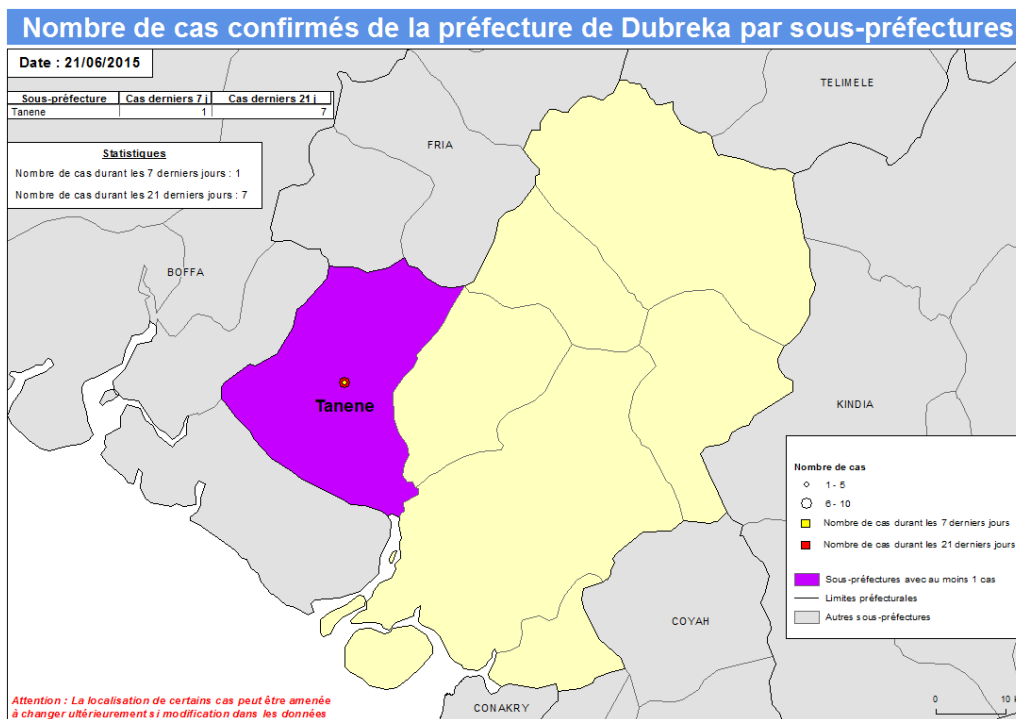 Nombre de cas confirmés de la préfecture de Dubreka par sous-préfectures
Date : 21/06/2015
Sous-préfecture Cas derniers 7 j Cas derniers 21 j
Tanene 1 7
Statistiques
Nombre de cas durant les 7 derniers jours : 1
Nombre de cas durant les 21 derniers jours : 7
TELIMELE
FRIA
BOFFA
Tanene
KINDIA
Nombre de cas
1 - 5
6 - 10
Nombre de cas durant les 7 derniers jours
Nombre de cas durant les 21 derniers jours
Sous-préfectures avec au moins 1 cas
Limites préfecturales
Autres sous-préfectures
COYAH
CONAKRY
0 10
Attention : La localisation de certains cas peut être amenée
à changer ultérieurement si modification dans les données